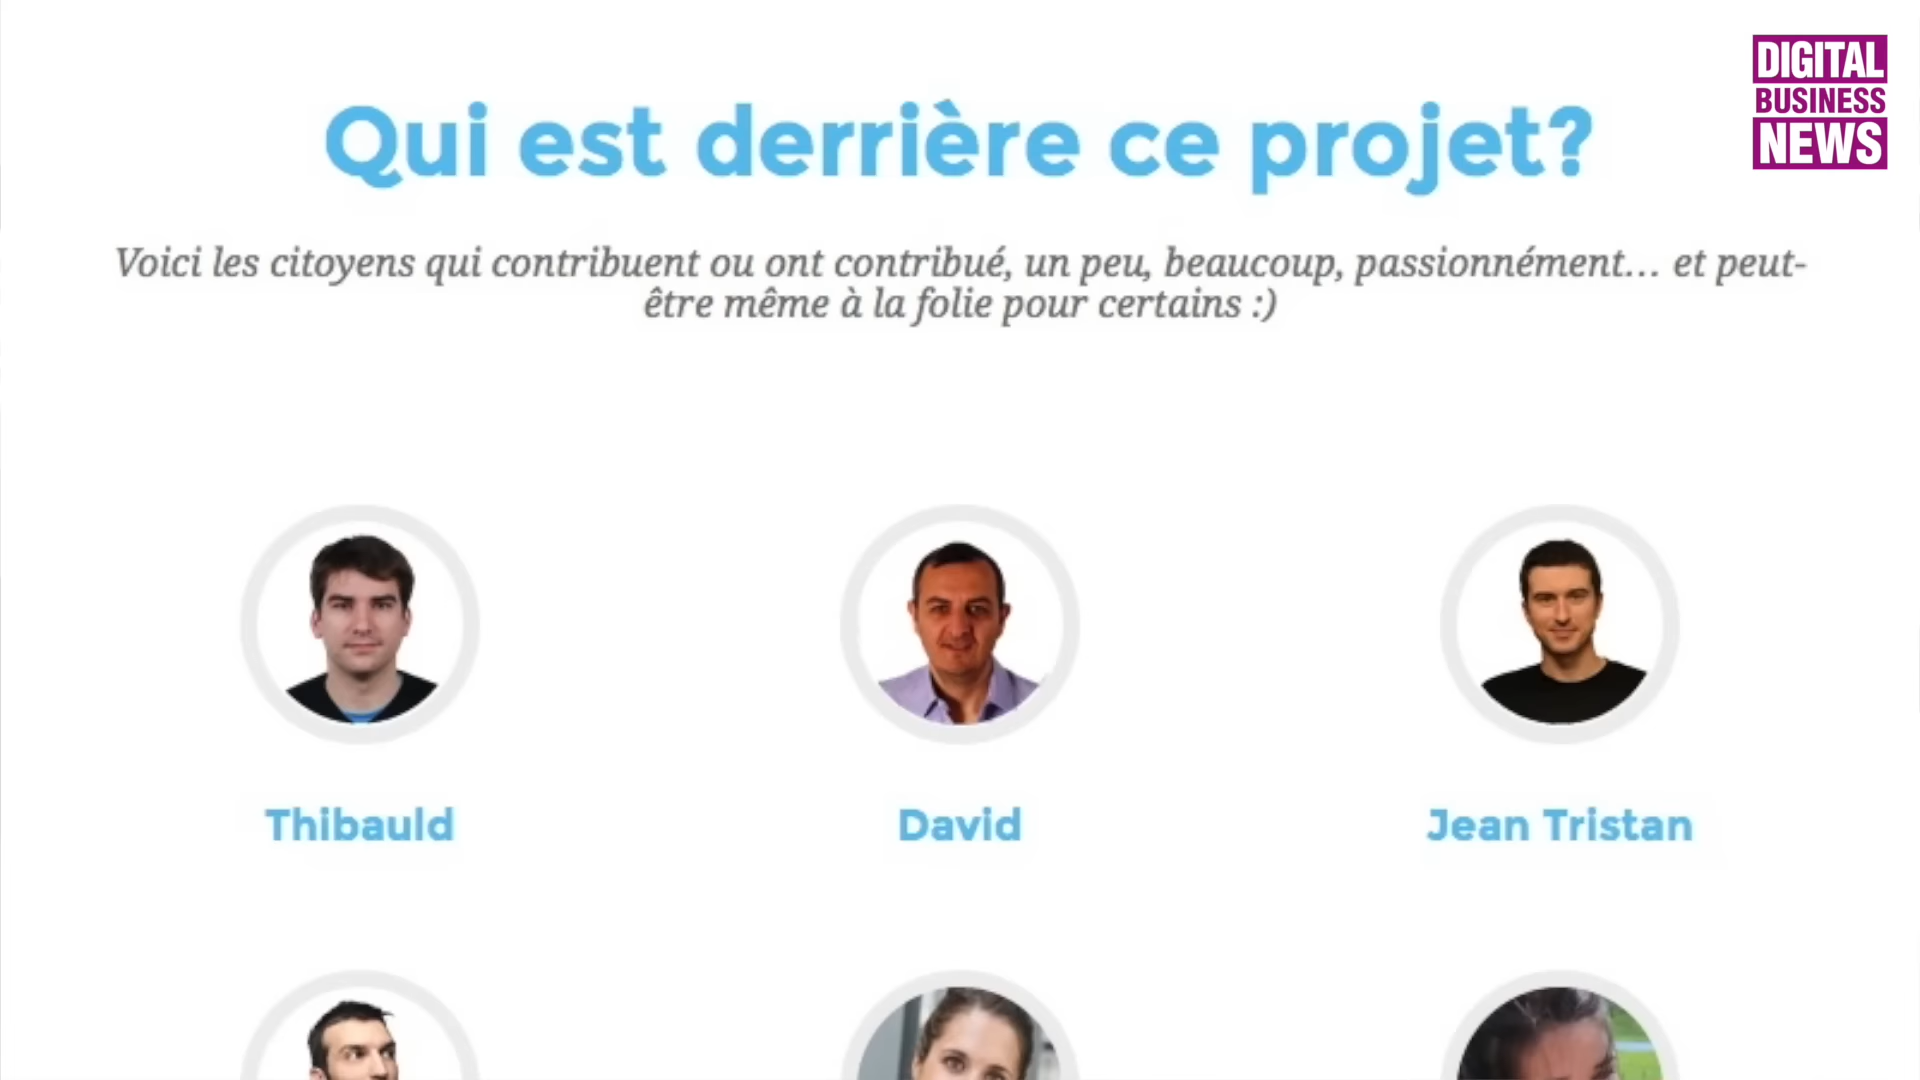 DIGITAL
BUSINESS
NEWS
Qui est derrière ce projet?
Voici les citoyens qui contribuent ou ont contribué, un peu, beaucoup, passionnément... et peut-
être même à la folie pour certains :)
Thibauld
David
Jean Tristan